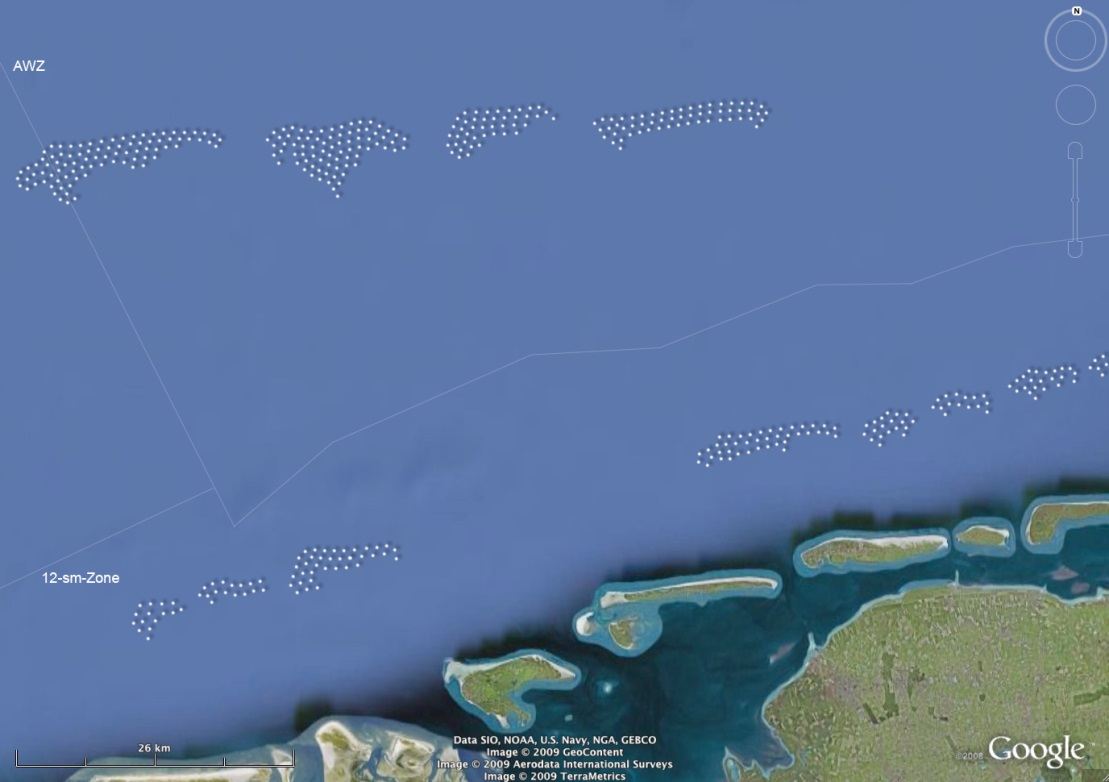 N
AWZ
12-sm-Zone
26 km
Data SIO, NOAA, U.S. Navy, NGA, GEBCO
Image © 2009 GeoContent
Image © 2009 Aerodata International Surveys
Image © 2009 TerraMetrics
©2008 Google